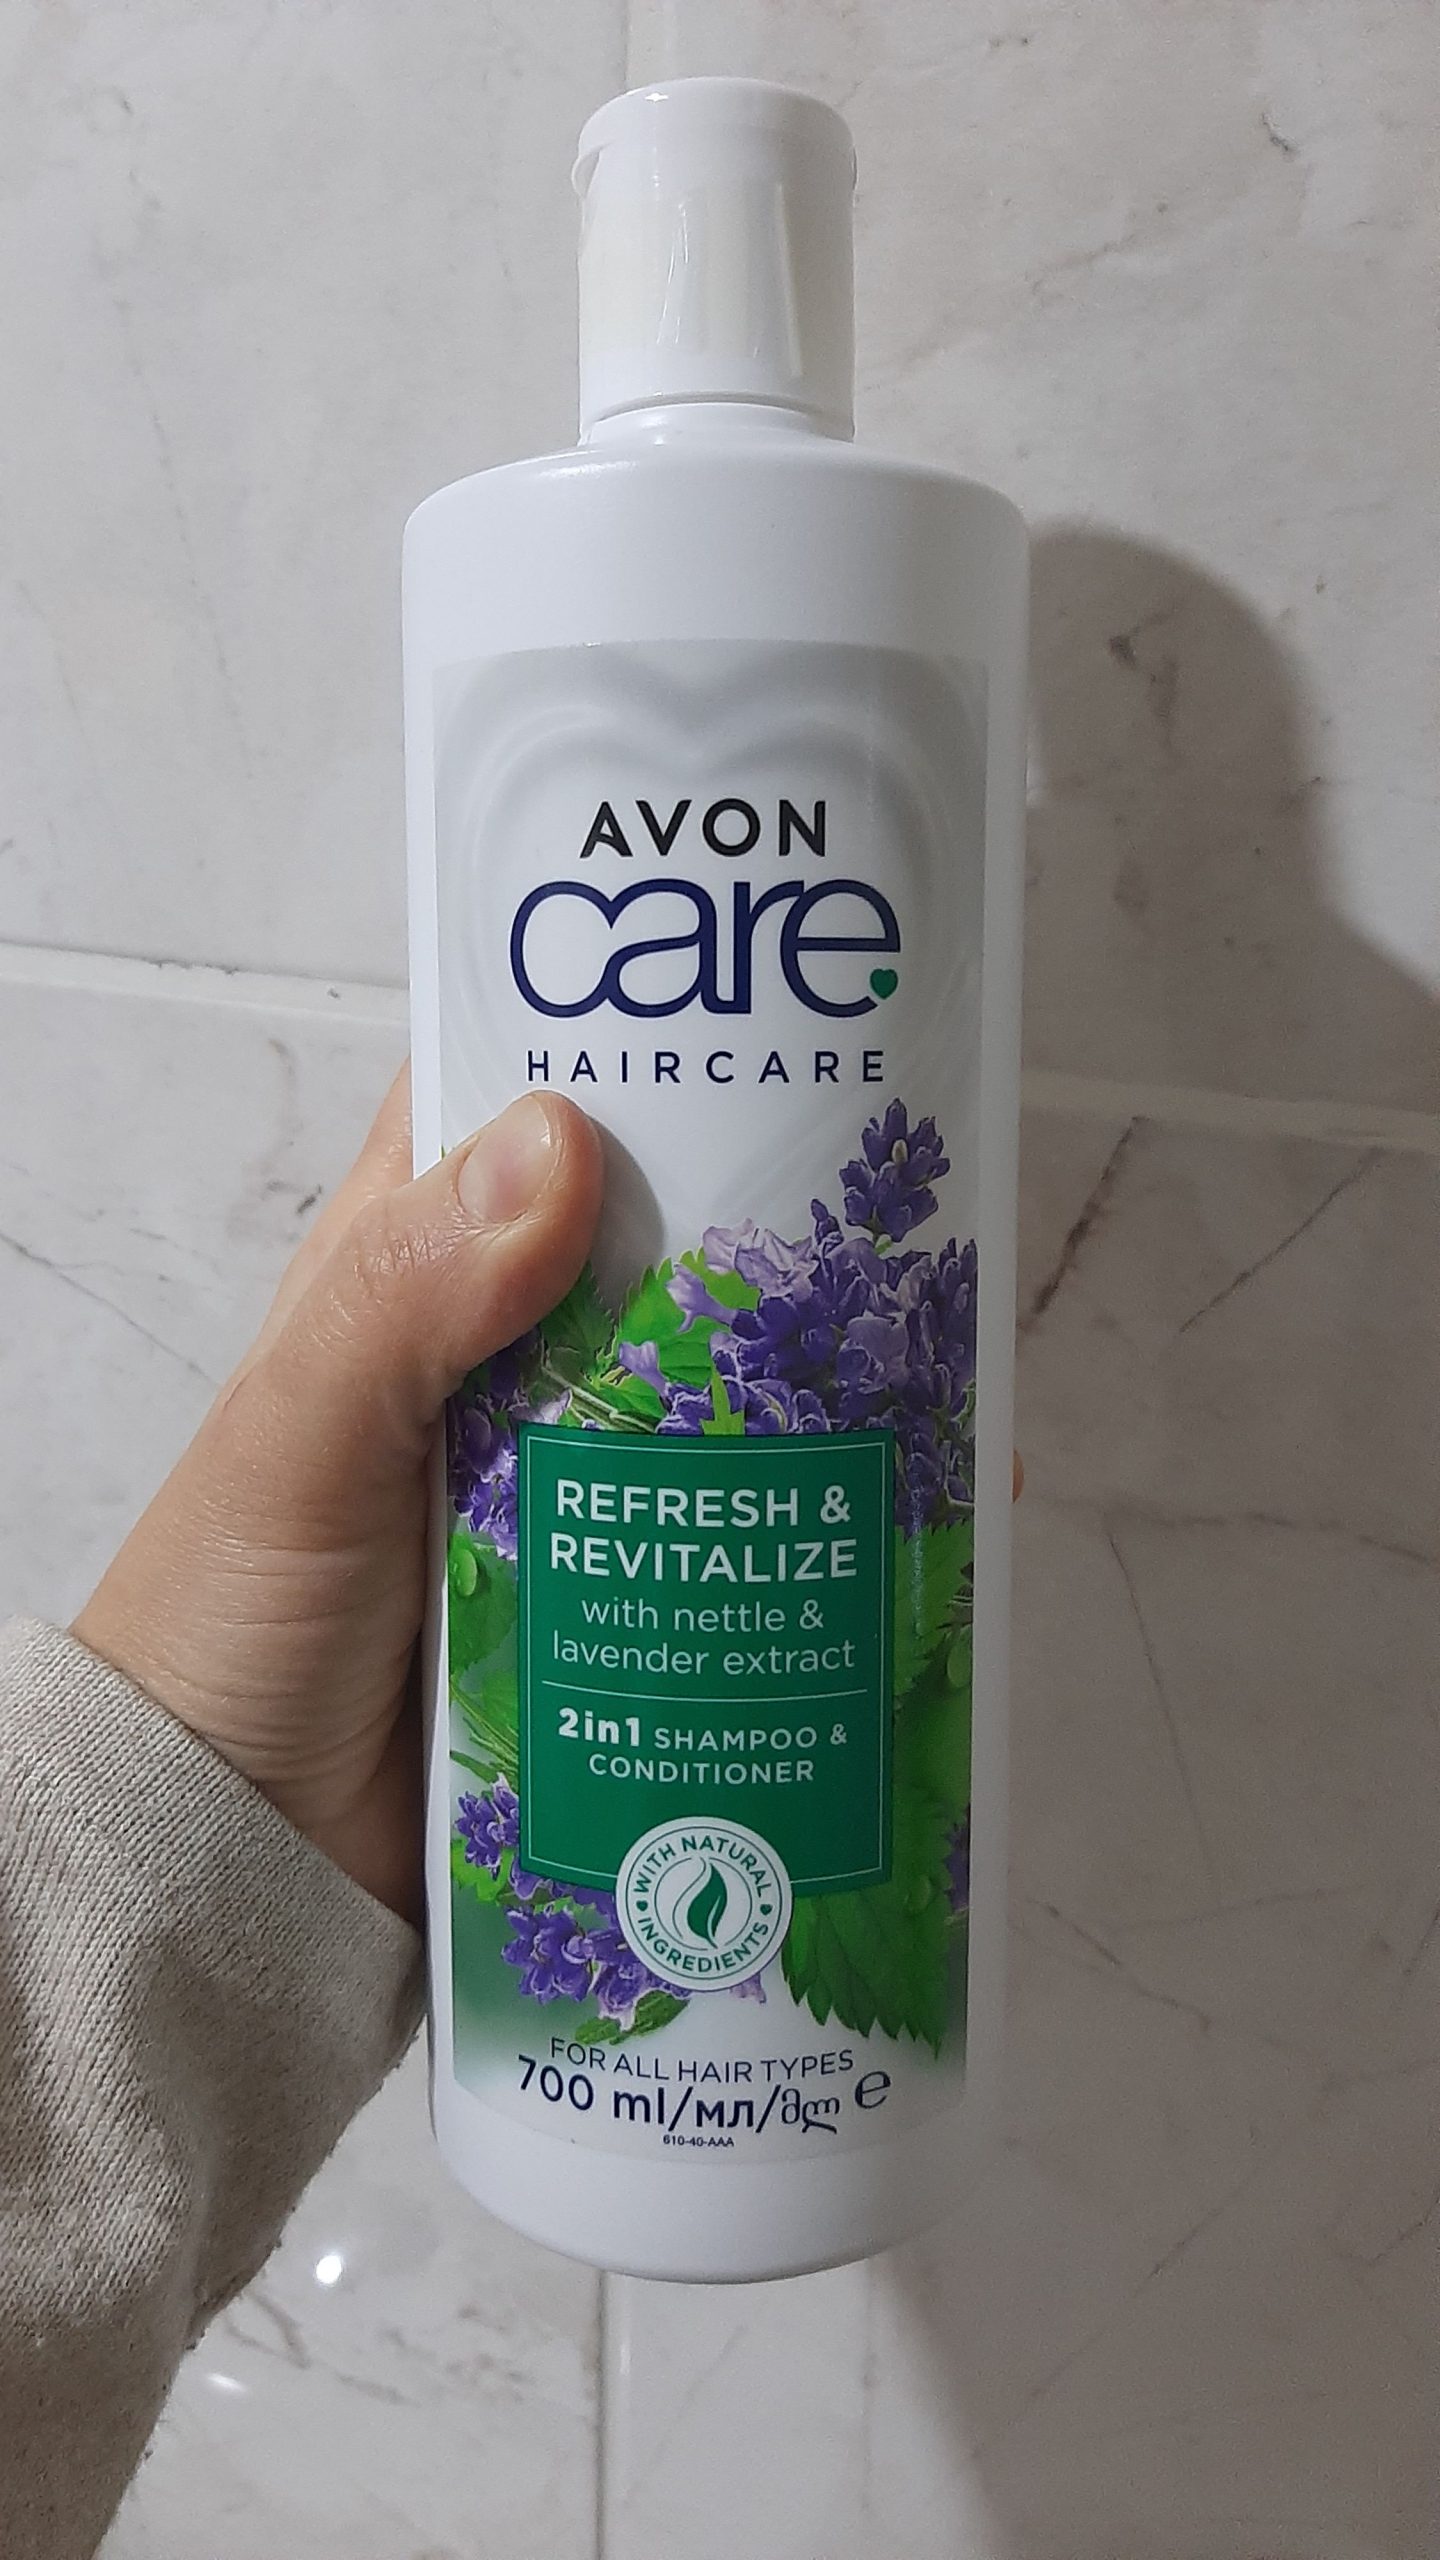 AVON
care
HAIRCARE
REFRESH &
REVITALIZE
with nettle &
lavender extract
2in1 SHAMPOO &
CONDITIONER
WITH NATURAL
INGREDIENTS
FOR ALL HAIR TYPES
700 ml/мл/მლ ℮
610-40-AAA